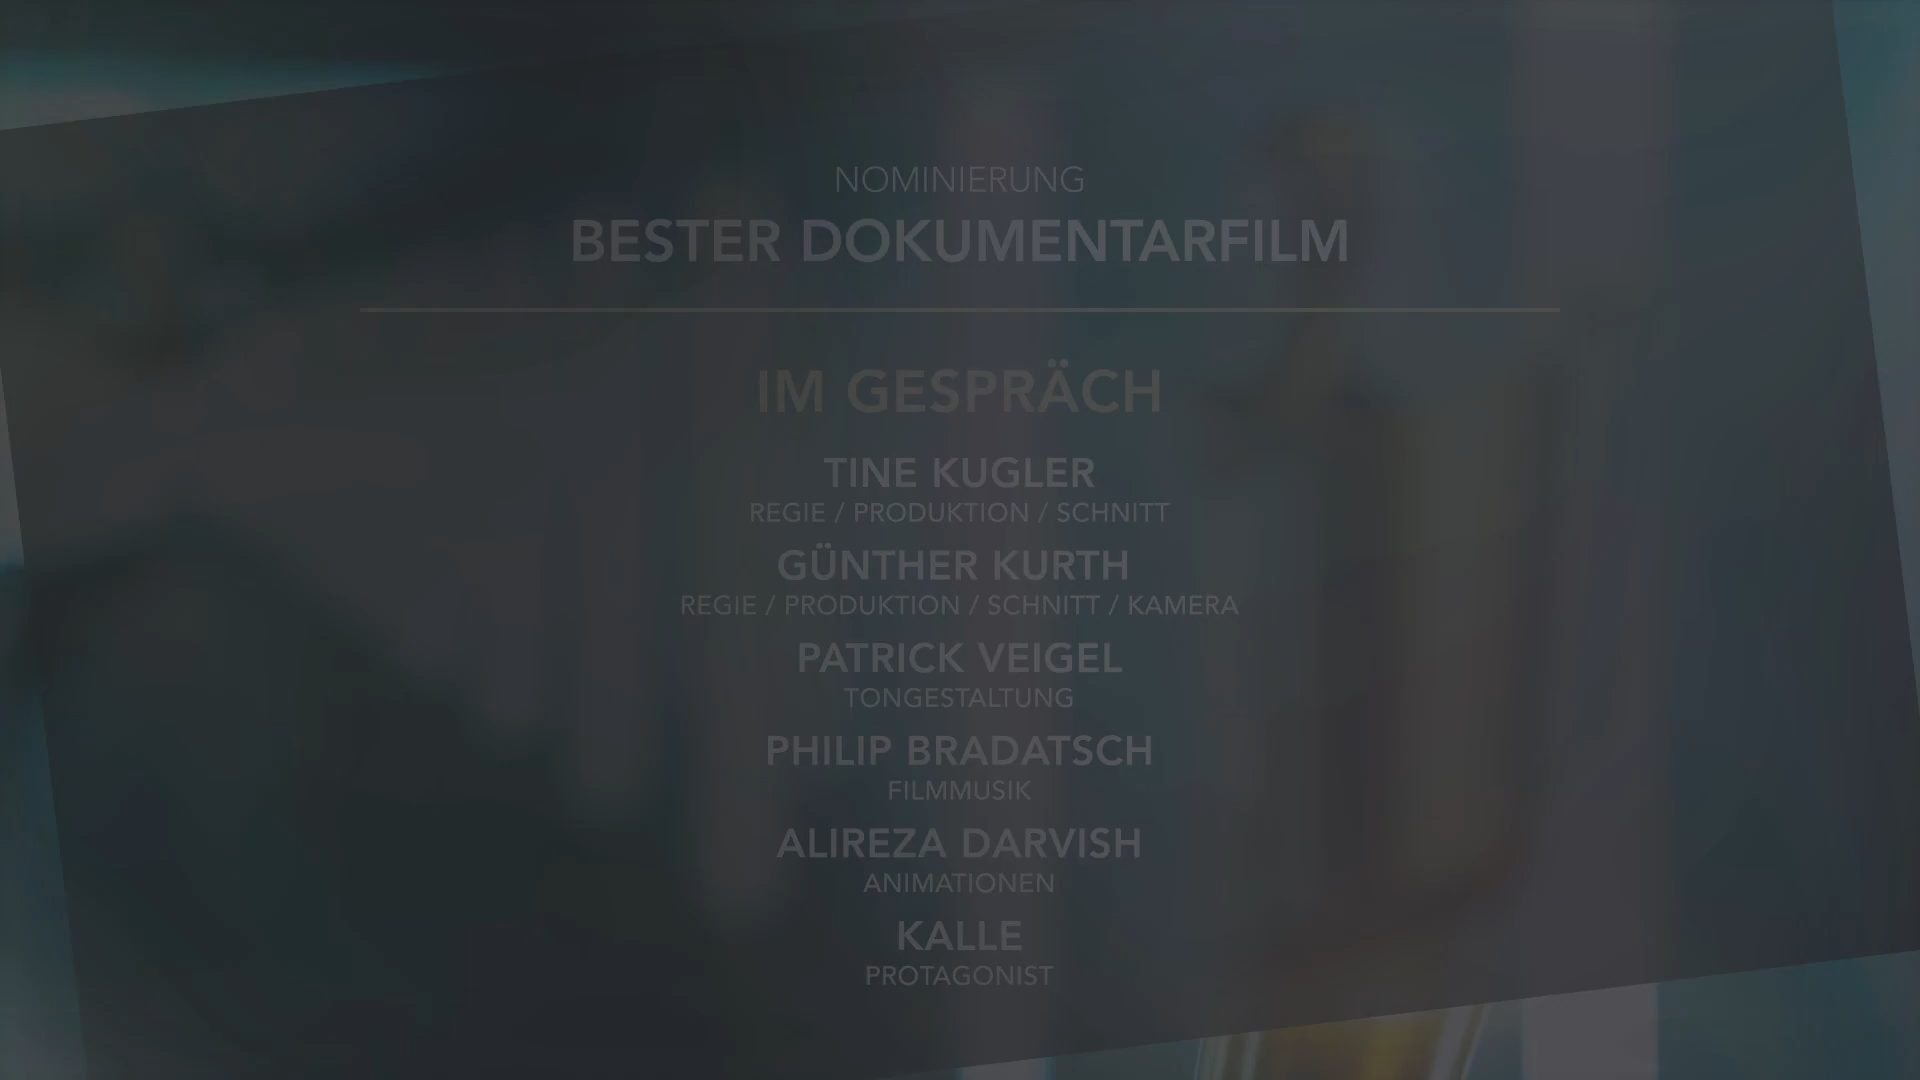 NOMINIERUNG
BESTER DOKUMENTARFILM
IM GESPRÄCH
TINE KUGLER
REGIE / PRODUKTION / SCHNITT
GÜNTHER KURTH
REGIE / PRODUKTION / SCHNITT / KAMERA
PATRICK VEIGEL
TONGESTALTUNG
PHILIP BRADATSCH
FILMMUSIK
ALIREZA DARVISH
ANIMATIONEN
KALLE
PROTAGONIST